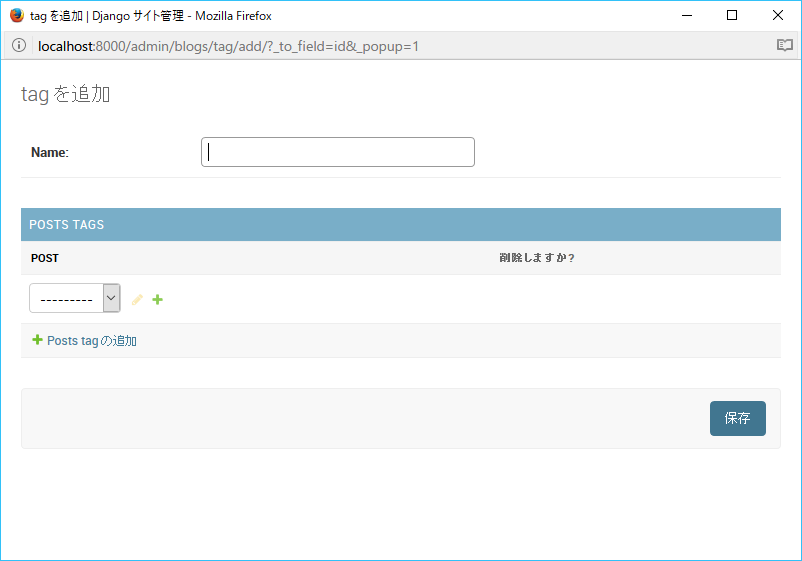 tag を追加 | Django サイト管理 - Mozilla Firefox
localhost:8000/admin/blogs/tag/add/?_to_field=id&_popup=1
tag を追加
Name:
POSTS TAGS
POST 削除しますか?
---------
Posts tag の追加
保存